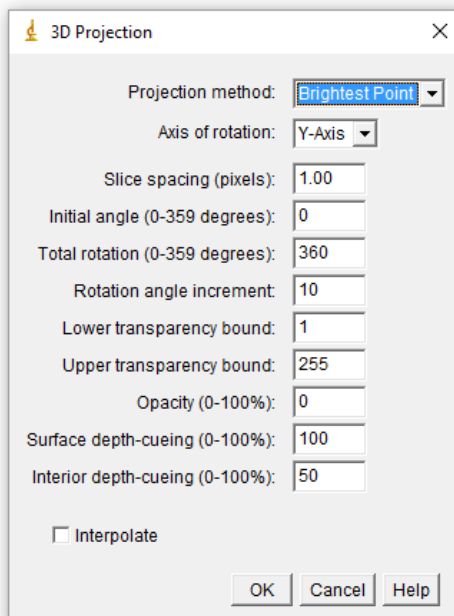 3D Projection
Projection method: Brightest Point
Axis of rotation: Y-Axis
Slice spacing (pixels): 1.00
Initial angle (0-359 degrees): 0
Total rotation (0-359 degrees): 360
Rotation angle increment: 10
Lower transparency bound: 1
Upper transparency bound: 255
Opacity (0-100%): 0
Surface depth-cueing (0-100%): 100
Interior depth-cueing (0-100%): 50
Interpolate
OK Cancel Help